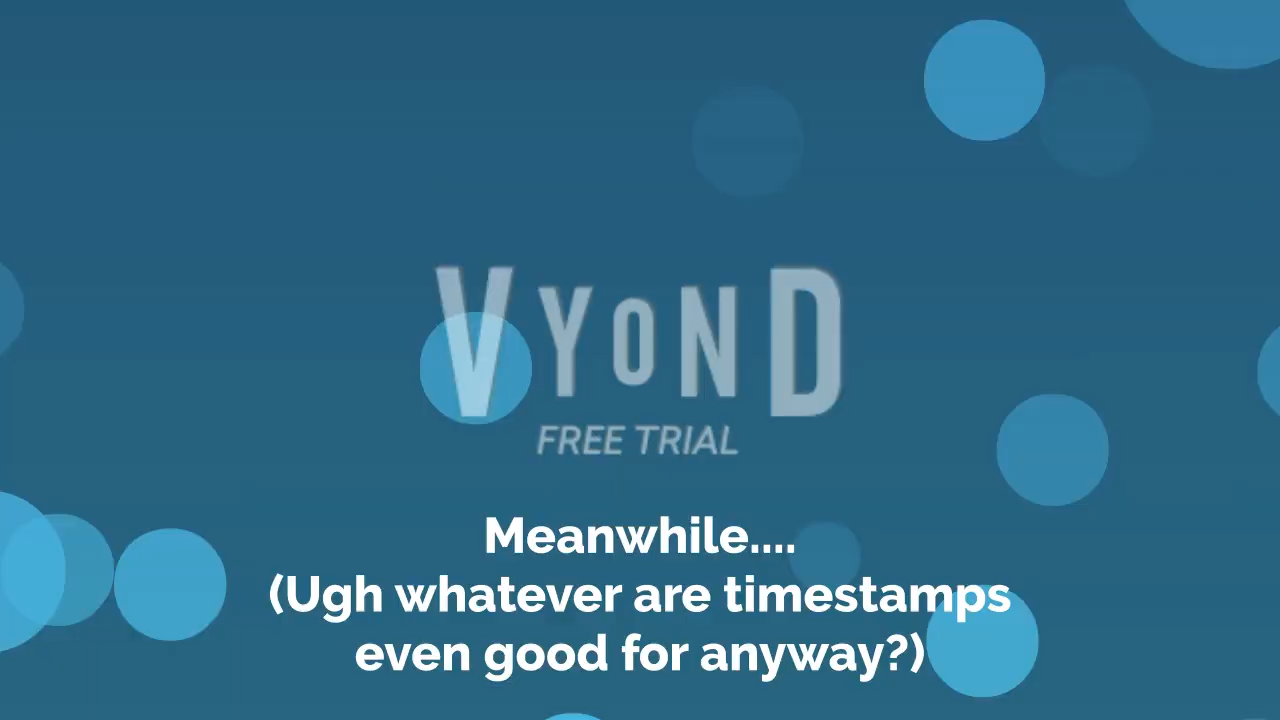 VYOND
FREE TRIAL
Meanwhile....
(Ugh whatever are timestamps
even good for anyway?)